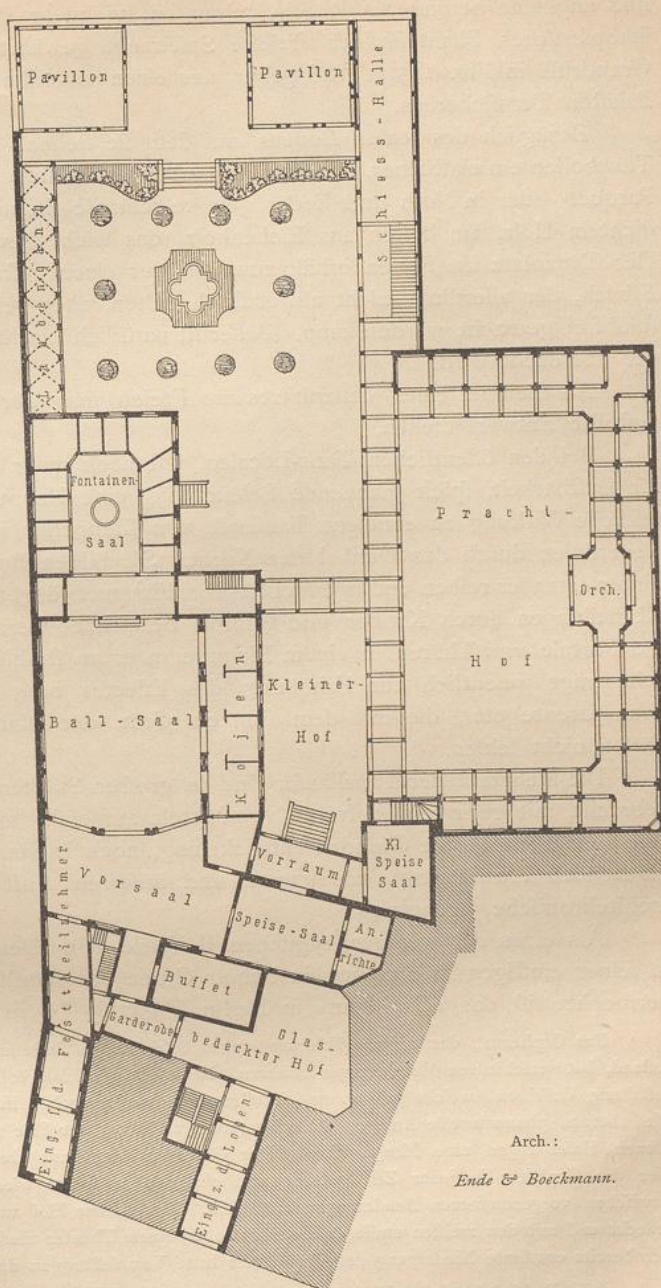 Pavillon
Pavillon
Schiess-Halle
Laubengang
Fontainen-
Saal
Pracht-
Hof
Orch.
Ball-Saal
Kojen
Kleiner-
Hof
Vorsaal
Vorraum
Kl.
Speise
Saal
Speise-Saal
An-
richte
Buffet
Garderobe
Glas-
bedeckter Hof
Eing. f. d. Festtheilnehmer
Eing. z. d. Logen
Arch.:
Ende & Boeckmann.